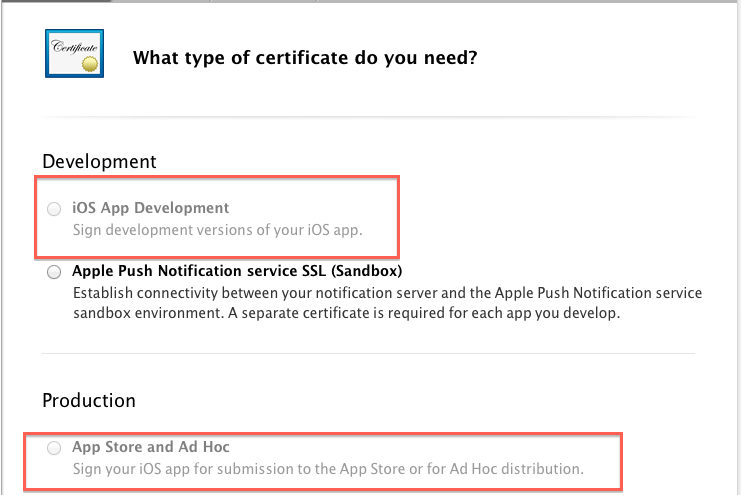 Certificate
What type of certificate do you need?
Development
iOS App Development
Sign development versions of your iOS app.
Apple Push Notification service SSL (Sandbox)
Establish connectivity between your notification server and the Apple Push Notification service
sandbox environment. A separate certificate is required for each app you develop.
Production
App Store and Ad Hoc
Sign your iOS app for submission to the App Store or for Ad Hoc distribution.